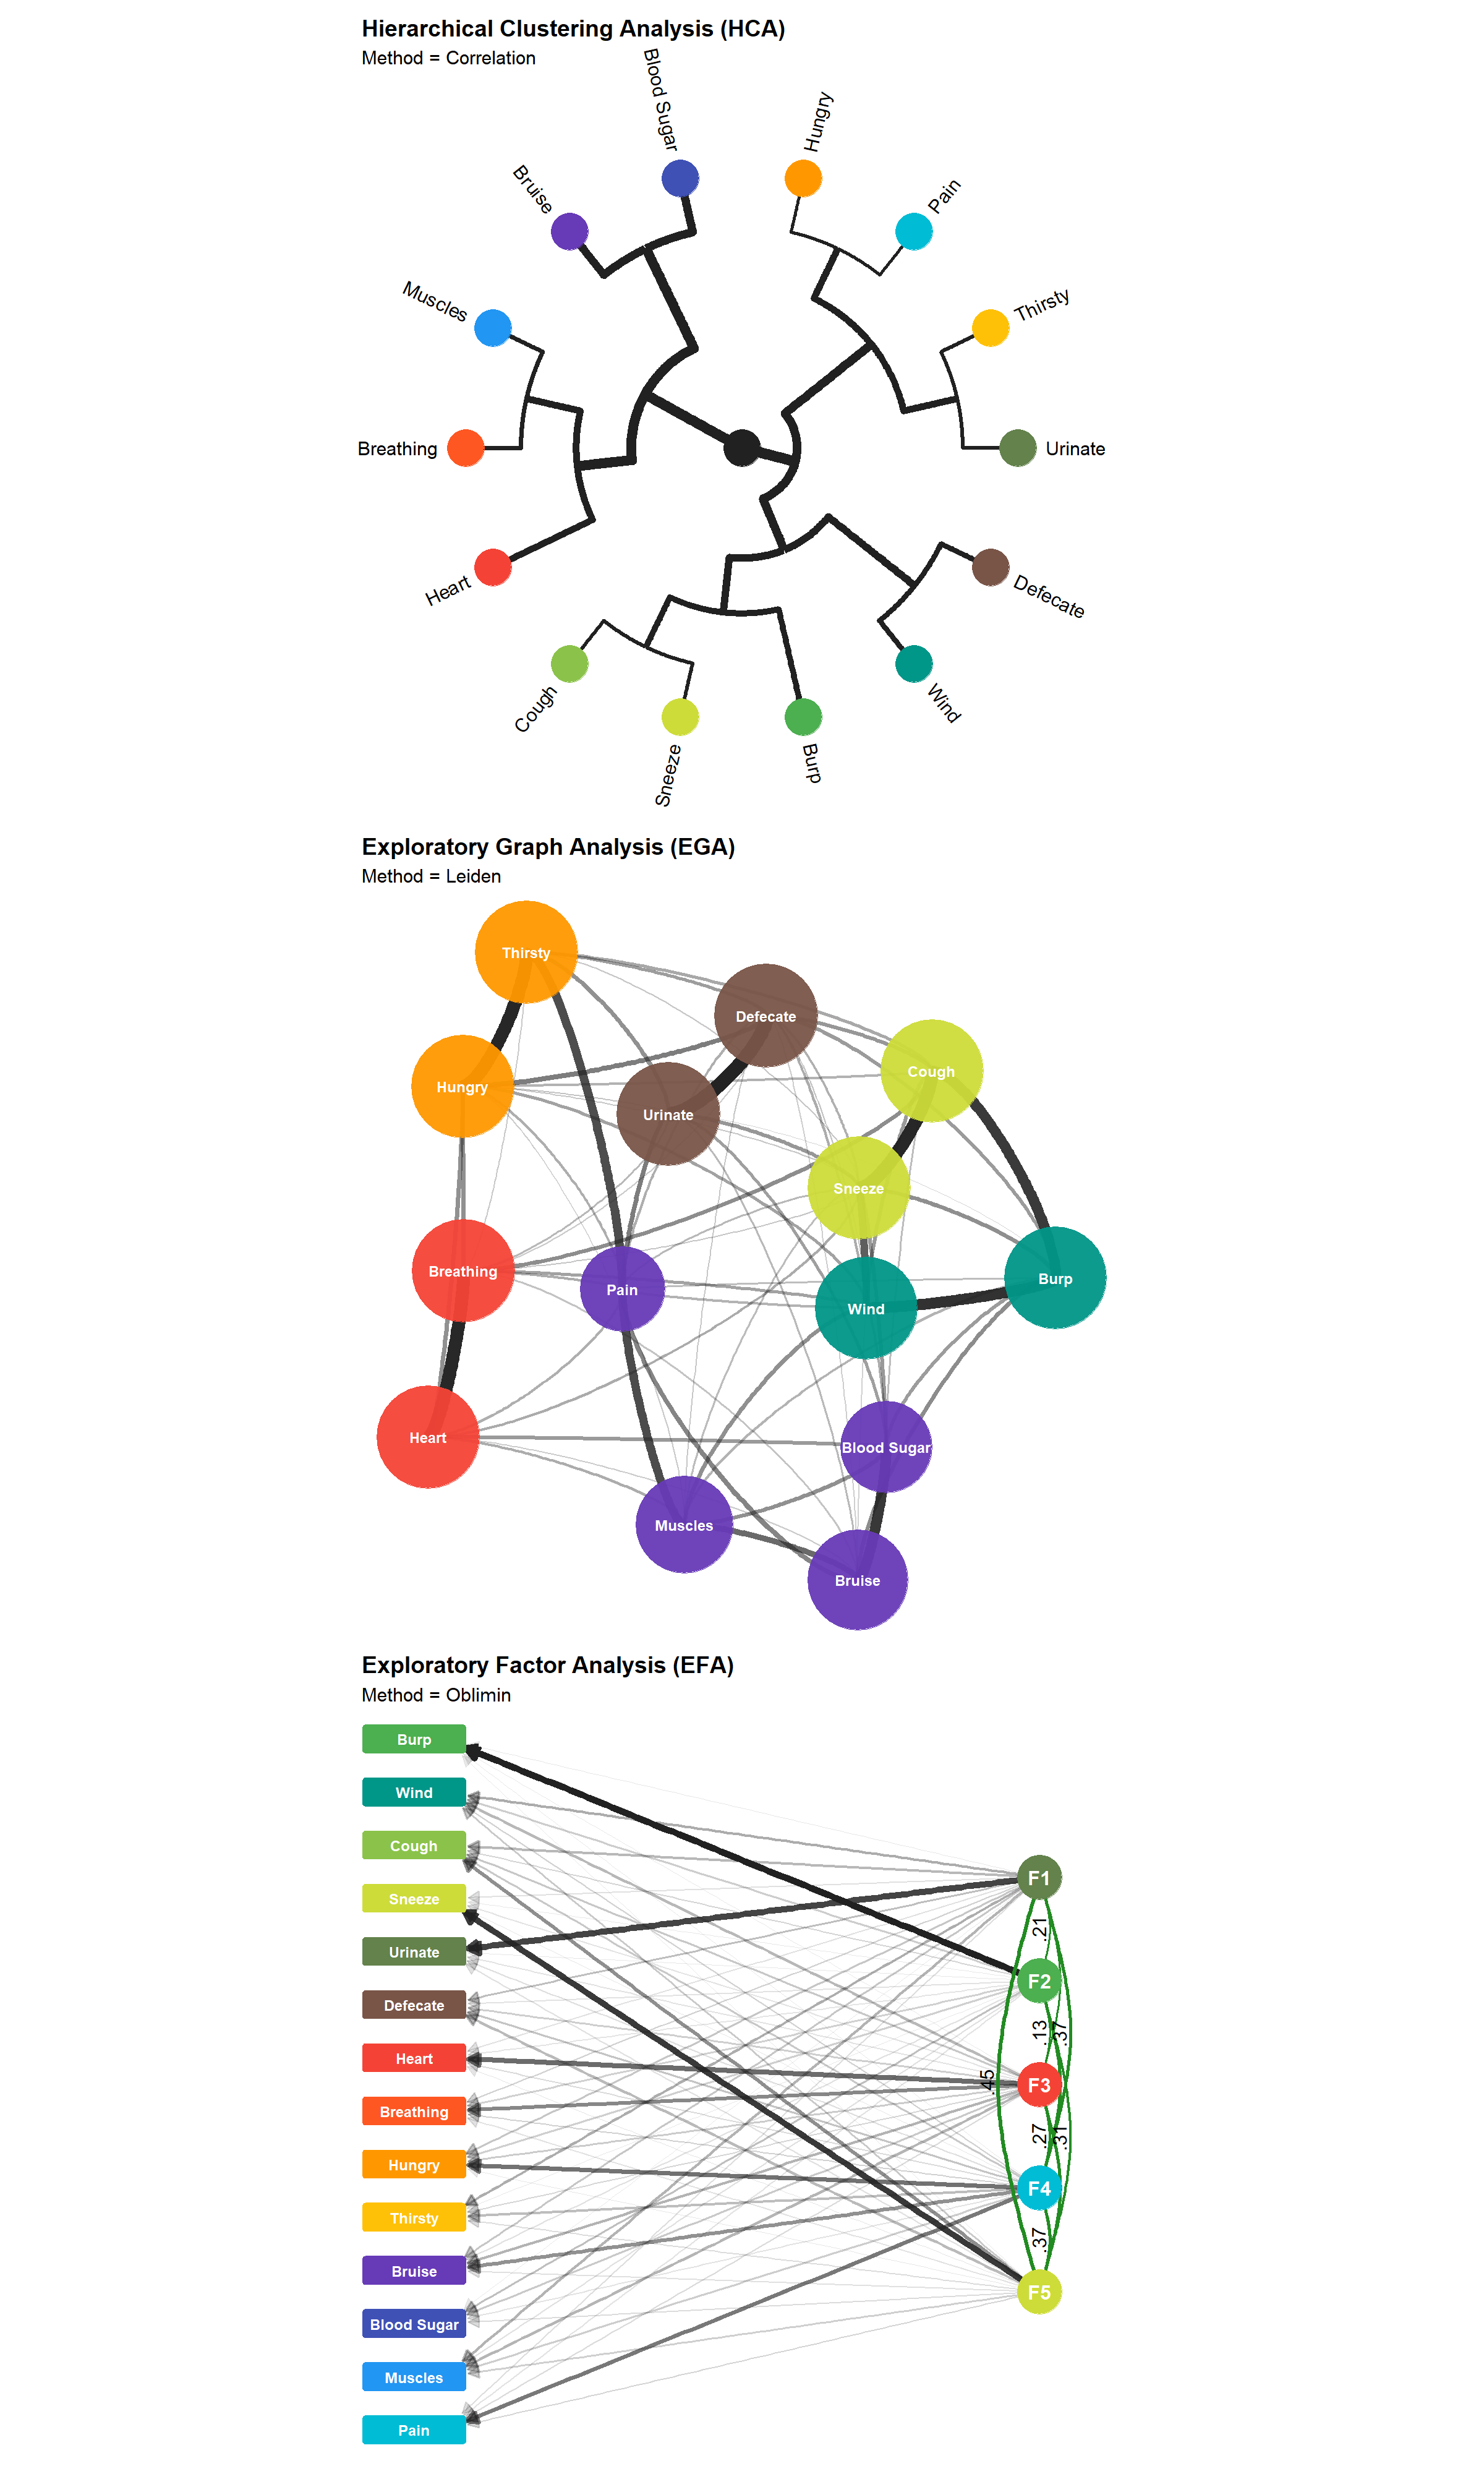 Hierarchical Clustering Analysis (HCA)
Method = Correlation
Blood Sugar
Hungry
Bruise
Pain
Muscles
Thirsty
Breathing
Urinate
Heart
Defecate
Cough
Wind
Sneeze
Burp
Exploratory Graph Analysis (EGA)
Method = Leiden
Thirsty
Defecate
Cough
Hungry
Urinate
Sneeze
Breathing
Burp
Pain
Wind
Heart
Blood Sugar
Muscles
Bruise
Exploratory Factor Analysis (EFA)
Method = Oblimin
Burp
Wind
Cough
F1
Sneeze
.21
Urinate
F2
Defecate
.13
.37
Heart
.45
F3
Breathing
.27
.31
Hungry
F4
Thirsty
.37
Bruise
F5
Blood Sugar
Muscles
Pain